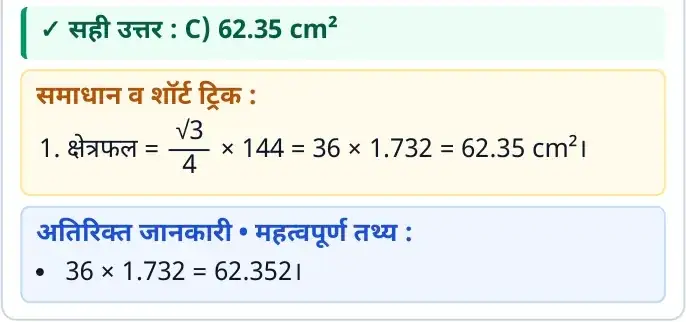 ✓ सही उत्तर : C) 62.35 cm²
समाधान व शॉर्ट ट्रिक :
1. क्षेत्रफल = √3/4 × 144 = 36 × 1.732 = 62.35 cm²।
अतिरिक्त जानकारी • महत्वपूर्ण तथ्य :
• 36 × 1.732 = 62.352।